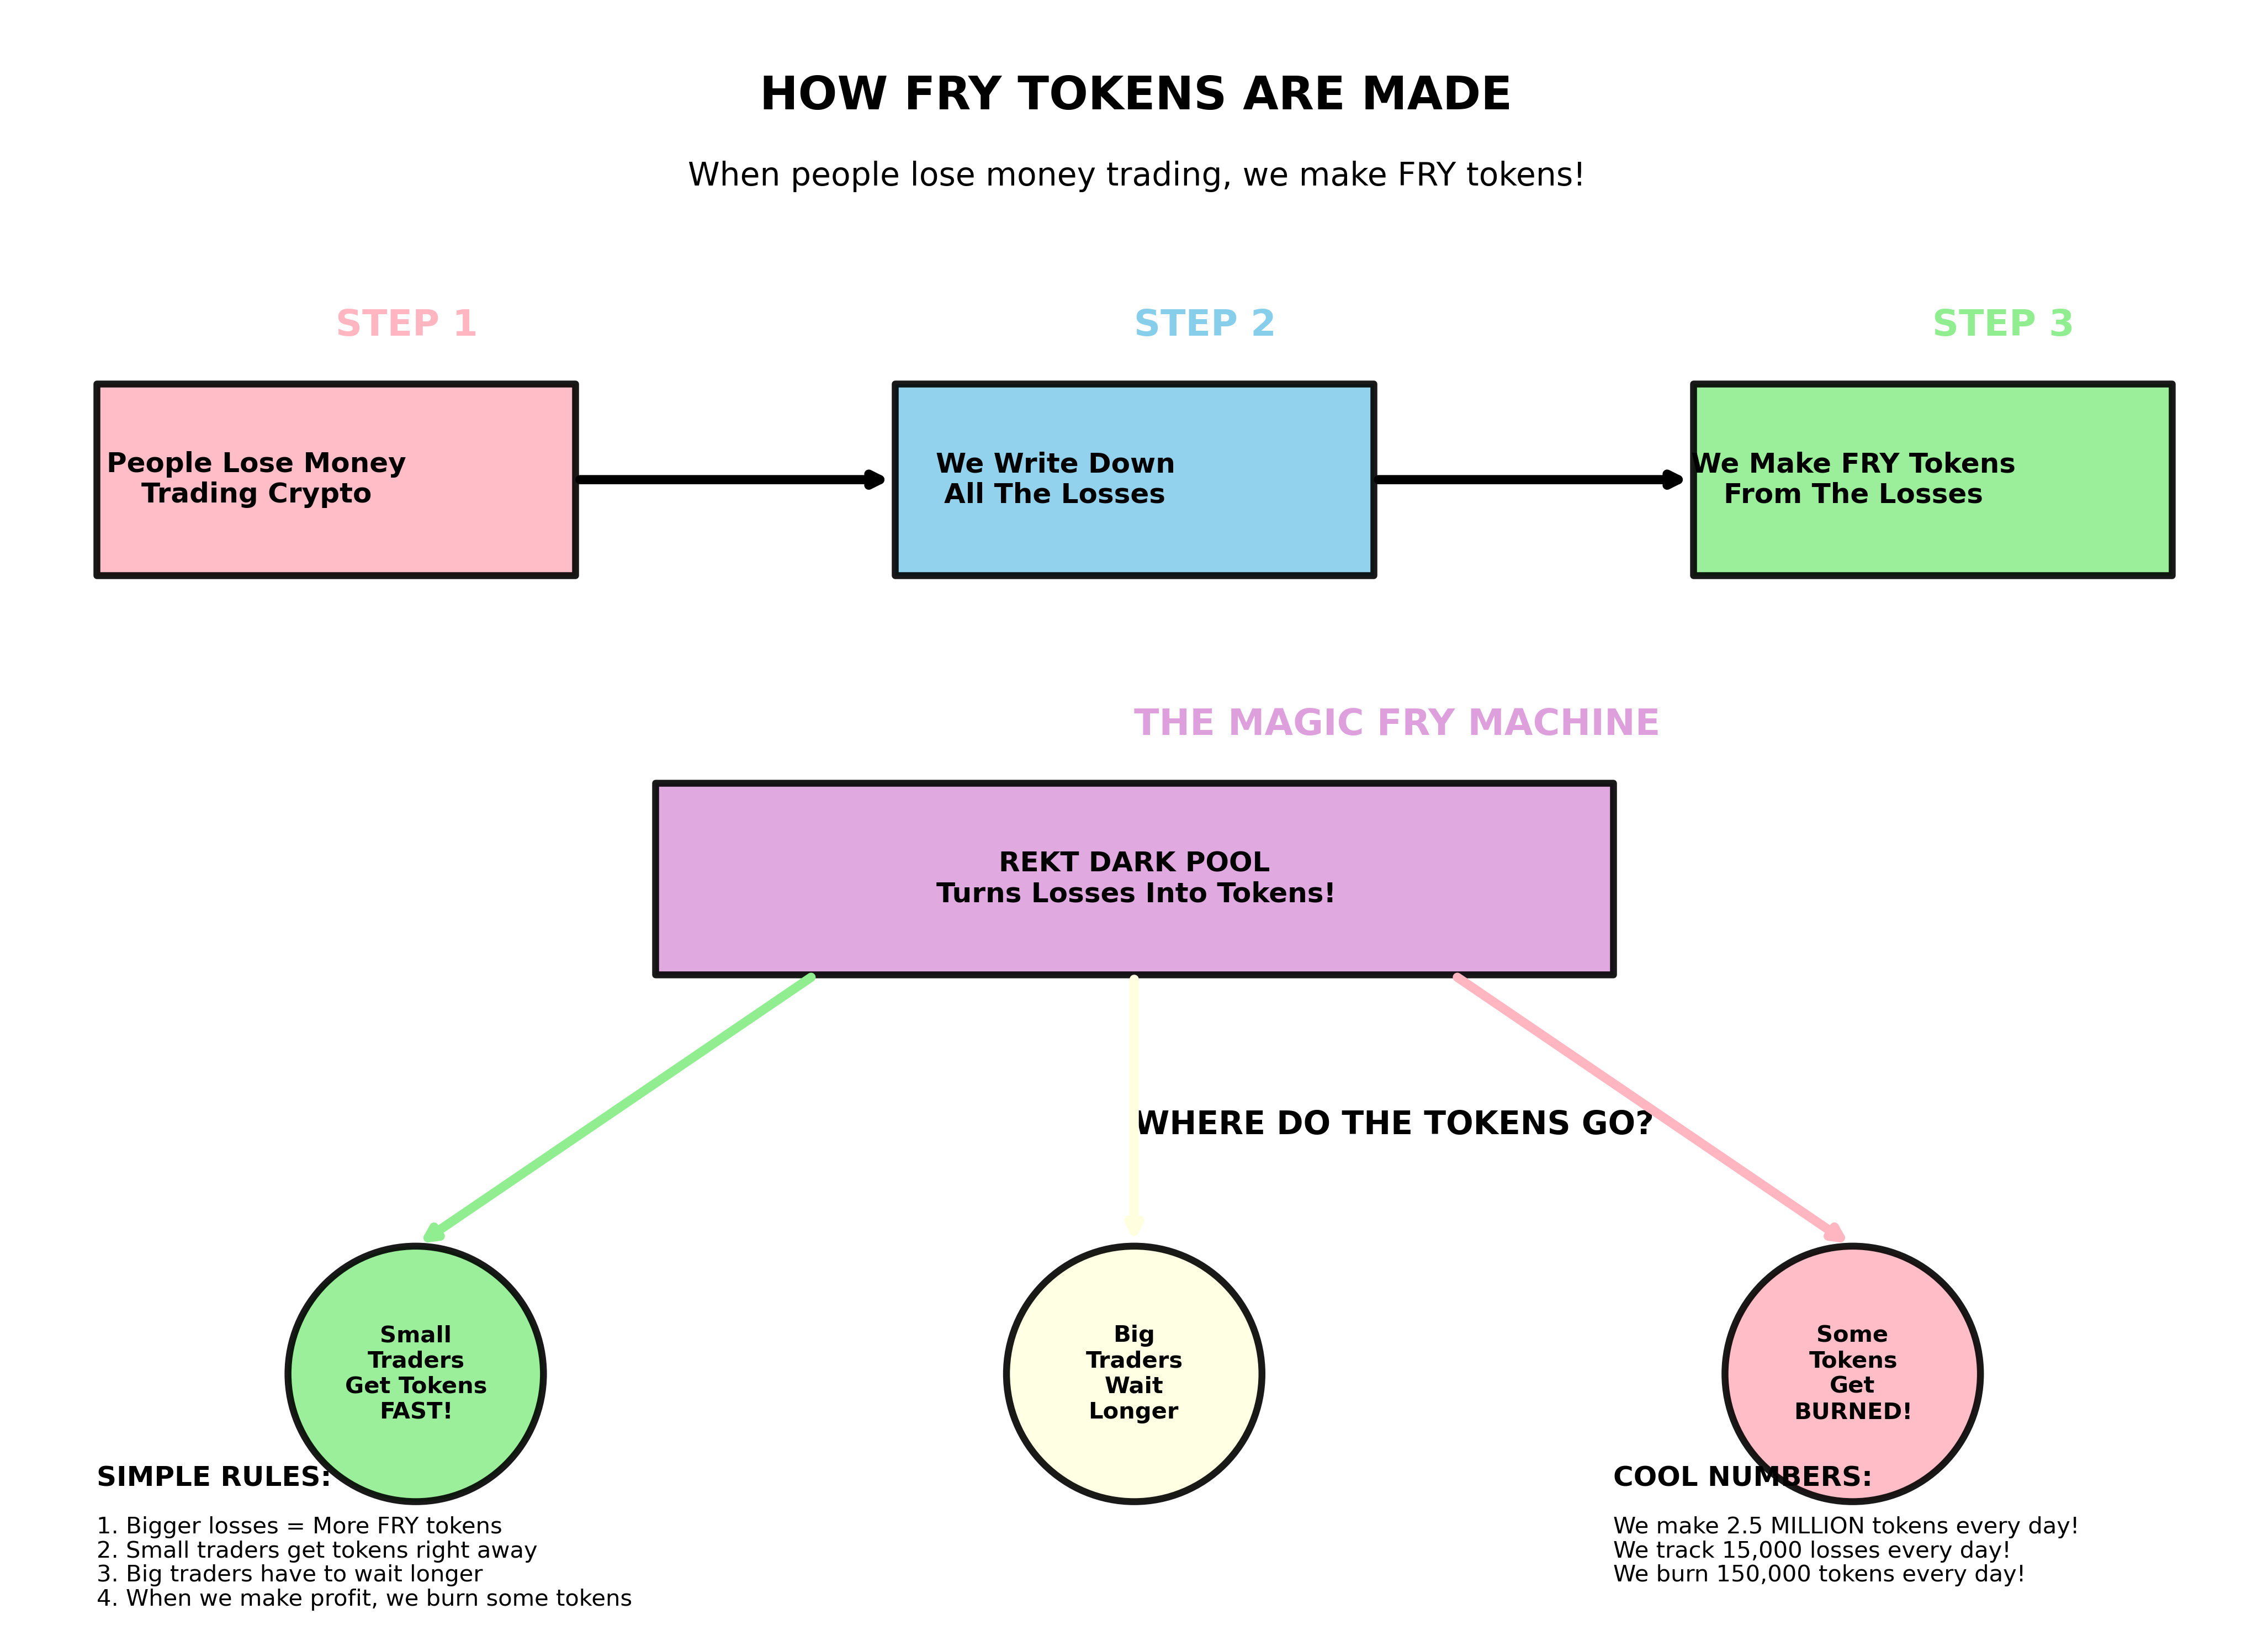 HOW FRY TOKENS ARE MADE
When people lose money trading, we make FRY tokens!
STEP 1
STEP 2
STEP 3
People Lose Money
Trading Crypto
We Write Down
All The Losses
We Make FRY Tokens
From The Losses
THE MAGIC FRY MACHINE
REKT DARK POOL
Turns Losses Into Tokens!
WHERE DO THE TOKENS GO?
Small
Traders
Get Tokens
FAST!
Big
Traders
Wait
Longer
Some
Tokens
Get
BURNED!
SIMPLE RULES:
1. Bigger losses = More FRY tokens
2. Small traders get tokens right away
3. Big traders have to wait longer
4. When we make profit, we burn some tokens
COOL NUMBERS:
We make 2.5 MILLION tokens every day!
We track 15,000 losses every day!
We burn 150,000 tokens every day!